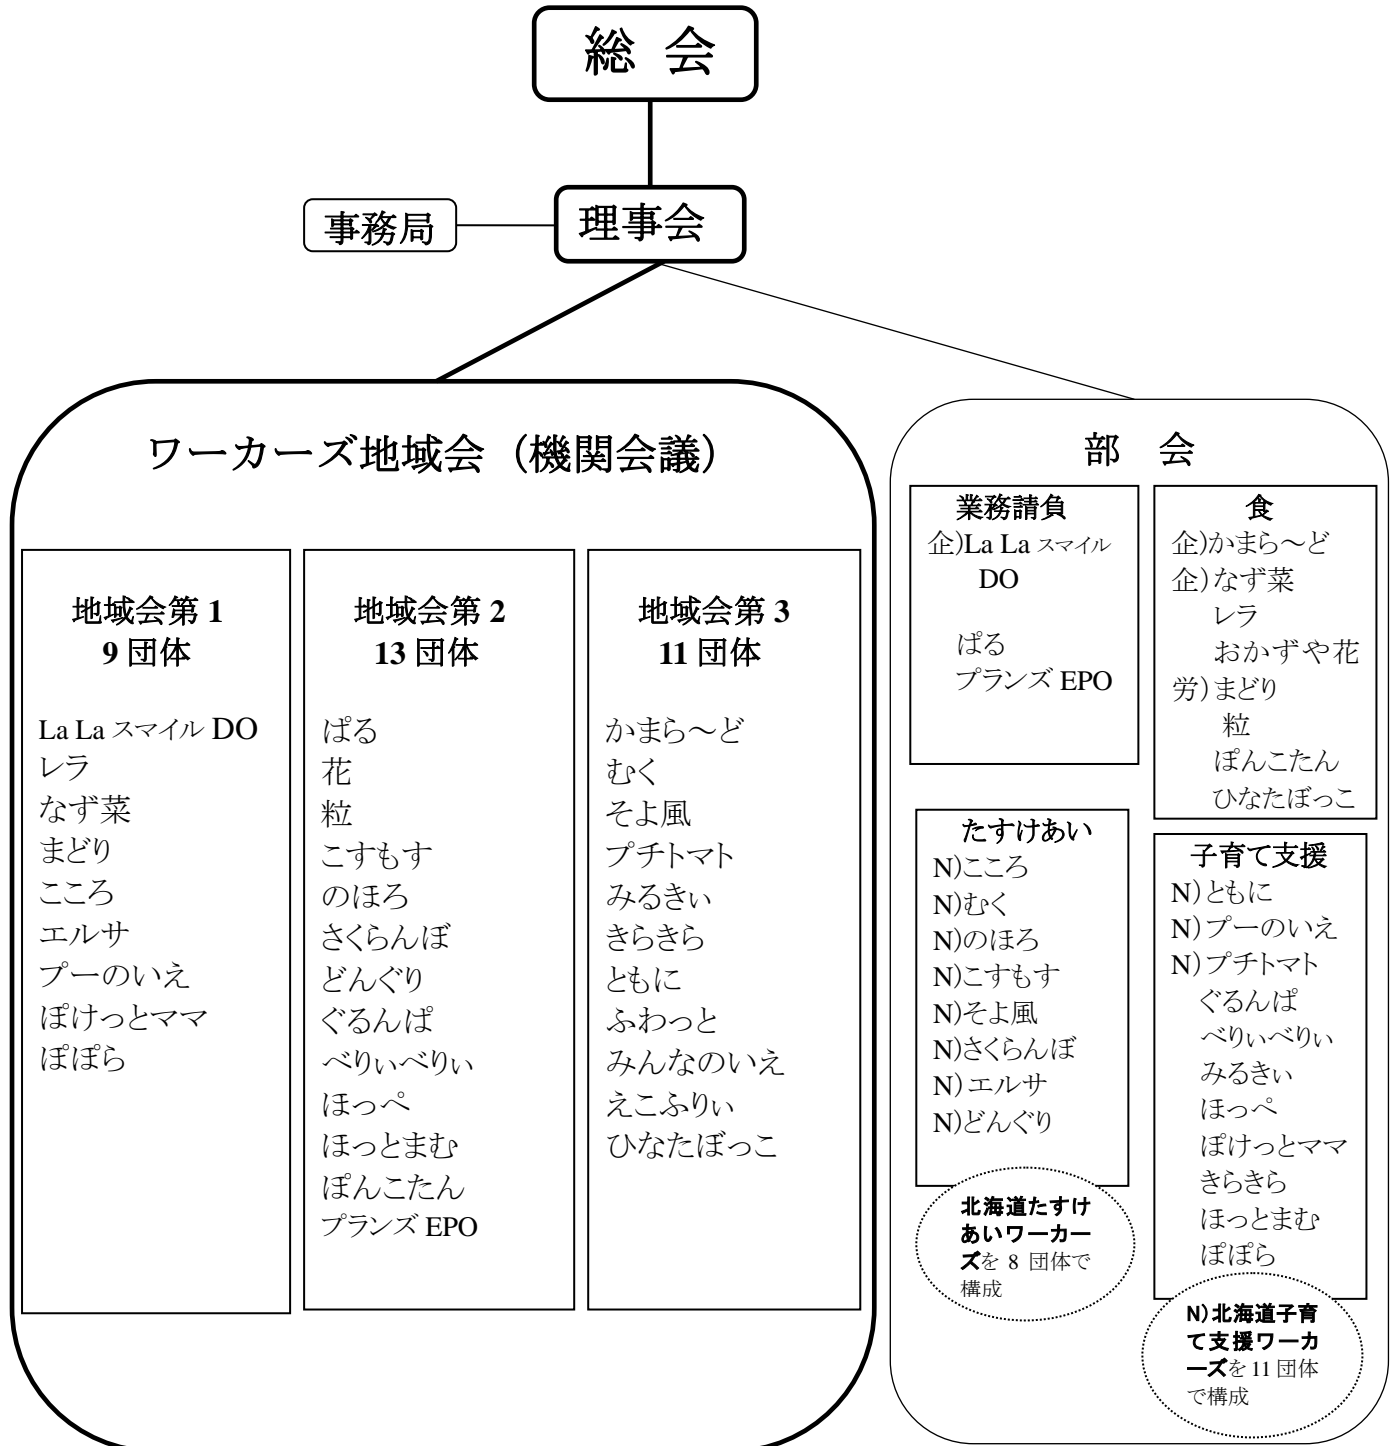 総 会
事務局
理事会
ワーカーズ地域会（機関会議）
地域会第 1
9 団体
La La スマイル DO
レラ
なず菜
まどり
こころ
エルサ
プーのいえ
ぽけっとママ
ぽぽら
地域会第 2
13 団体
ぱる
花
粒
こすもす
のほろ
さくらんぼ
どんぐり
ぐるんぱ
べりぃべりぃ
ほっぺ
ほっとまむ
ぽんこたん
プランズ EPO
地域会第 3
11 団体
かまら～ど
むく
そよ風
プチトマト
みるきぃ
きらきら
ともに
ふわっと
みんなのいえ
えこふりぃ
ひなたぼっこ
部 会
業務請負
企)La La スマイル
DO
ぱる
プランズ EPO
食
企)かまら～ど
企)なず菜
レラ
おかずや花
労)まどり
粒
ぽんこたん
ひなたぼっこ
たすけあい
N)こころ
N)むく
N)のほろ
N)こすもす
N)そよ風
N)さくらんぼ
N)エルサ
N)どんぐり
北海道たすけ
あいワーカー
ズを 8 団体で
構成
子育て支援
N)ともに
N)プーのいえ
N)プチトマト
ぐるんぱ
べりぃべりぃ
みるきぃ
ほっぺ
ぽけっとママ
きらきら
ほっとまむ
ぽぽら
N)北海道子育
て支援ワーカ
ーズを 11 団体
で構成